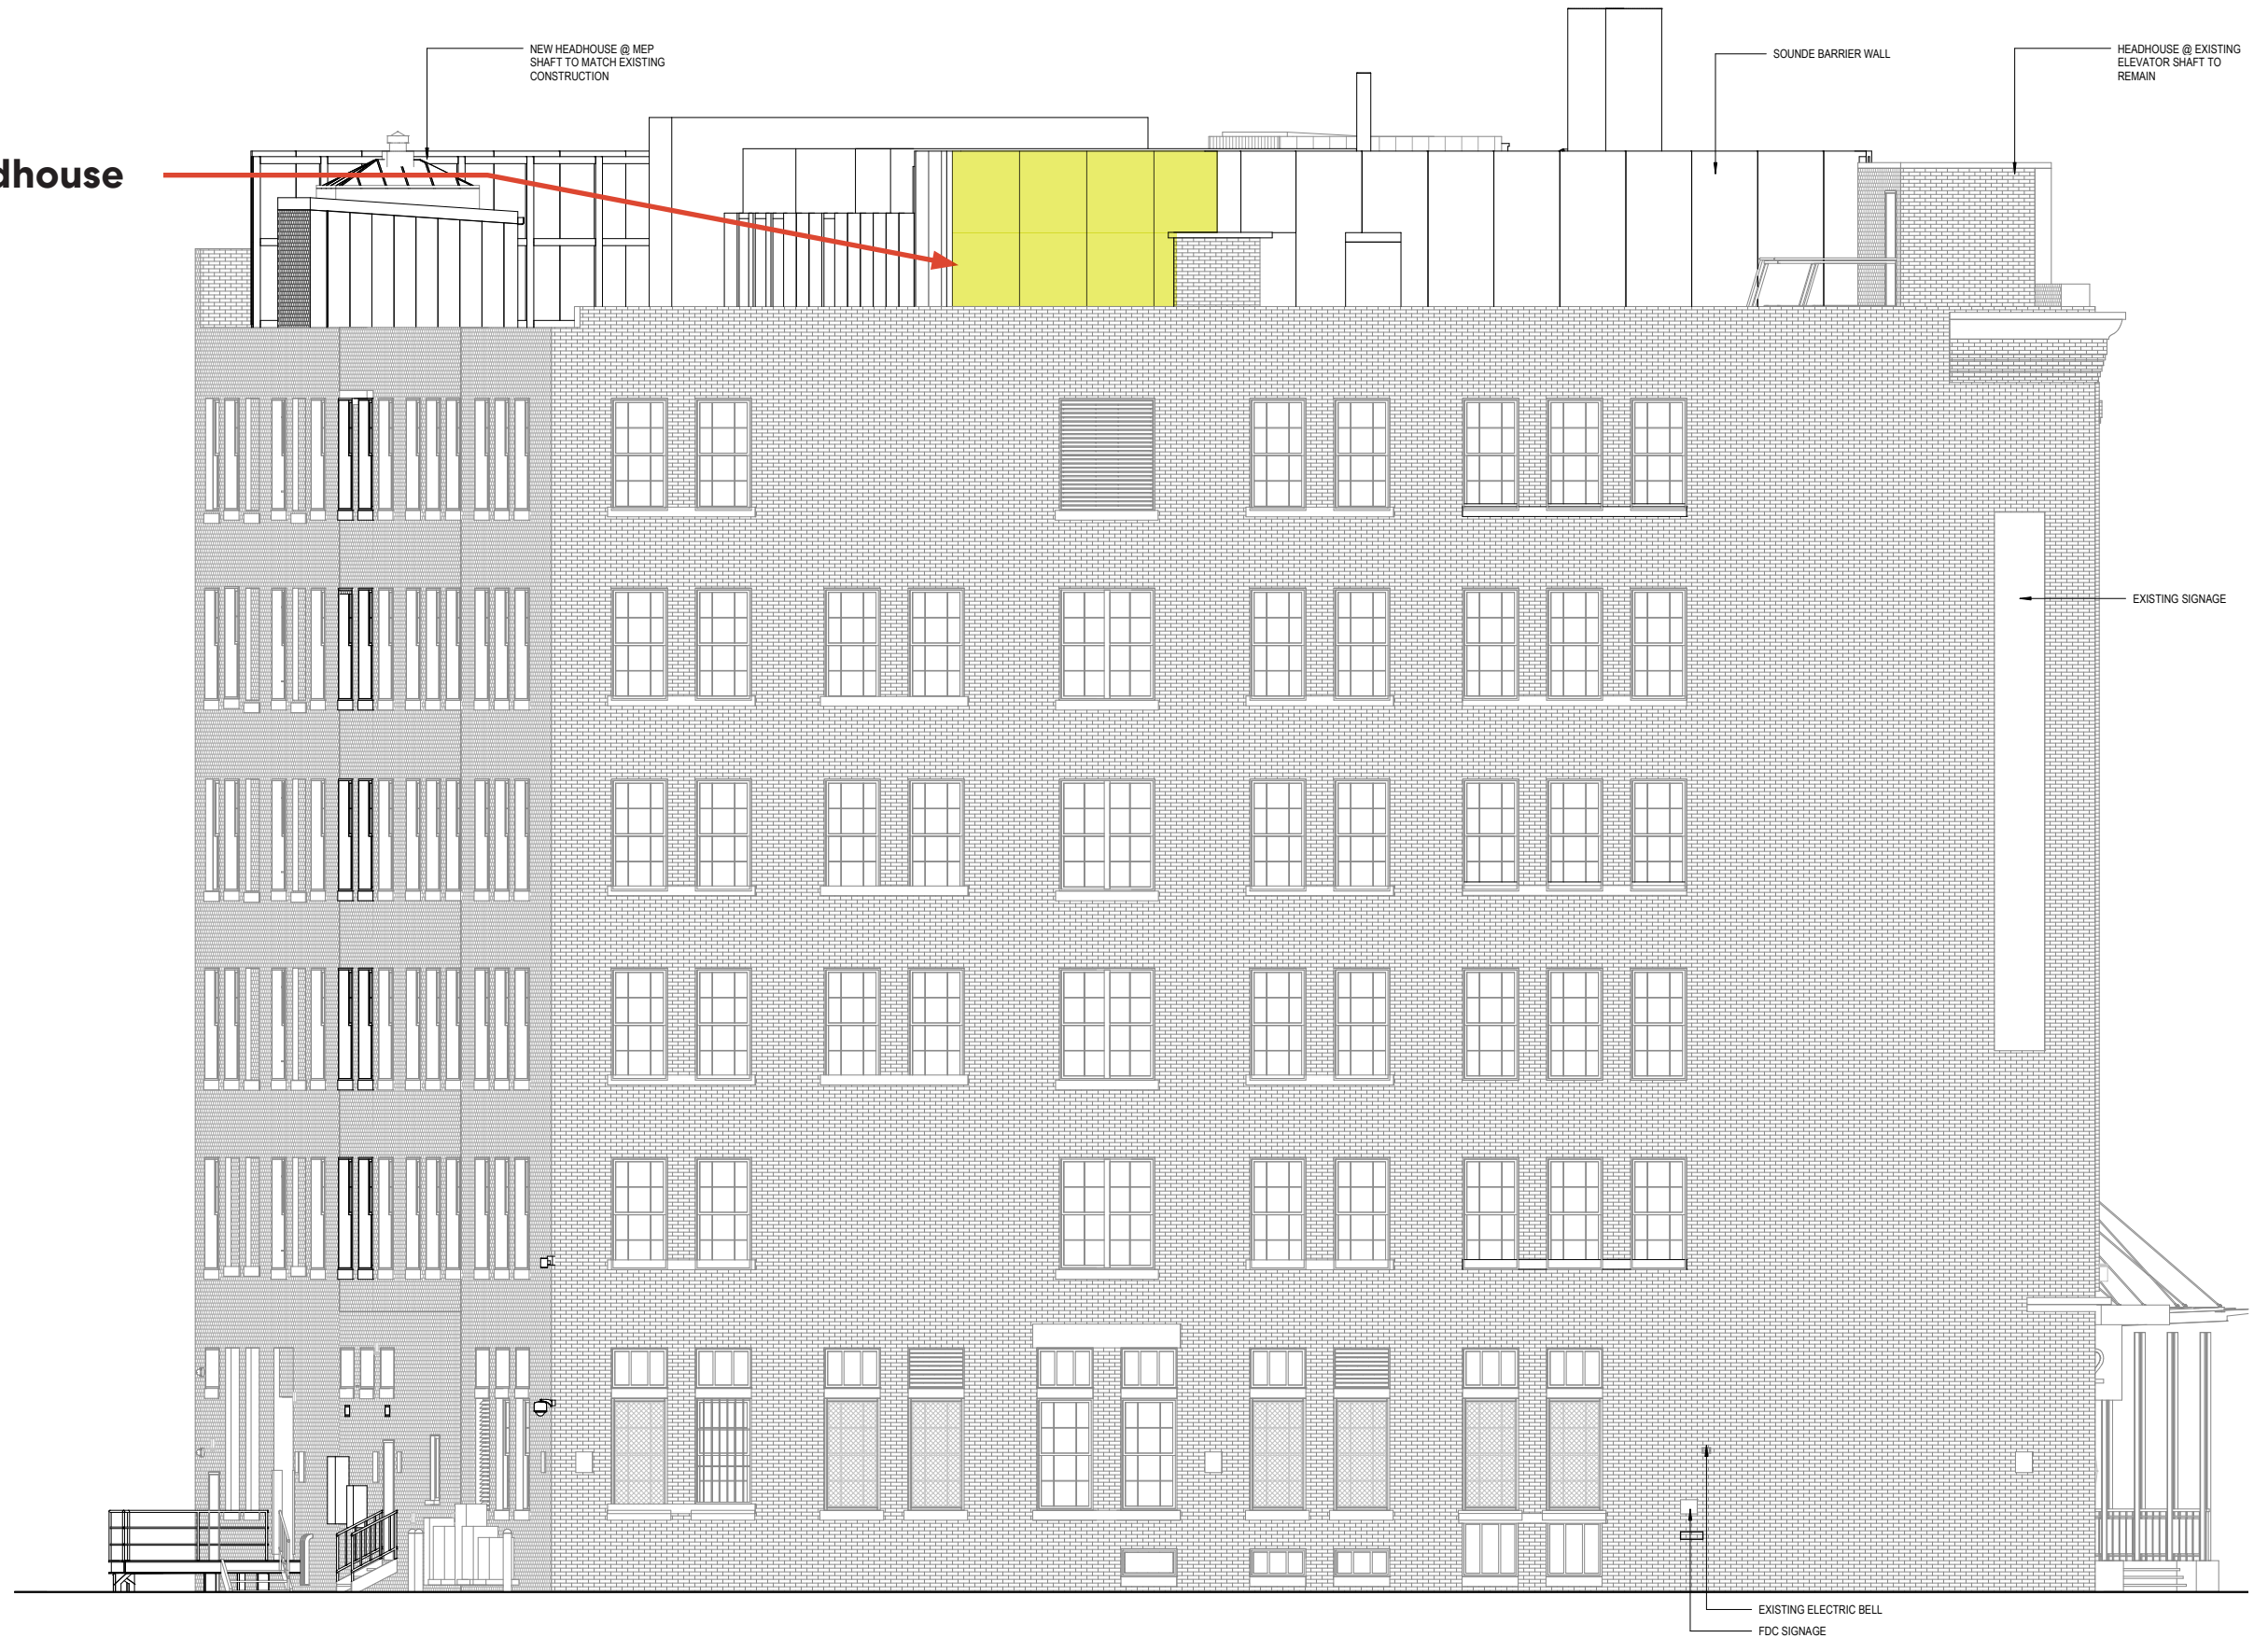 NEW HEADHOUSE @ MEP
SHAFT TO MATCH EXISTING
CONSTRUCTION
SOUNDE BARRIER WALL
HEADHOUSE @ EXISTING
ELEVATOR SHAFT TO
REMAIN
dhouse
EXISTING SIGNAGE
EXISTING ELECTRIC BELL
FDC SIGNAGE